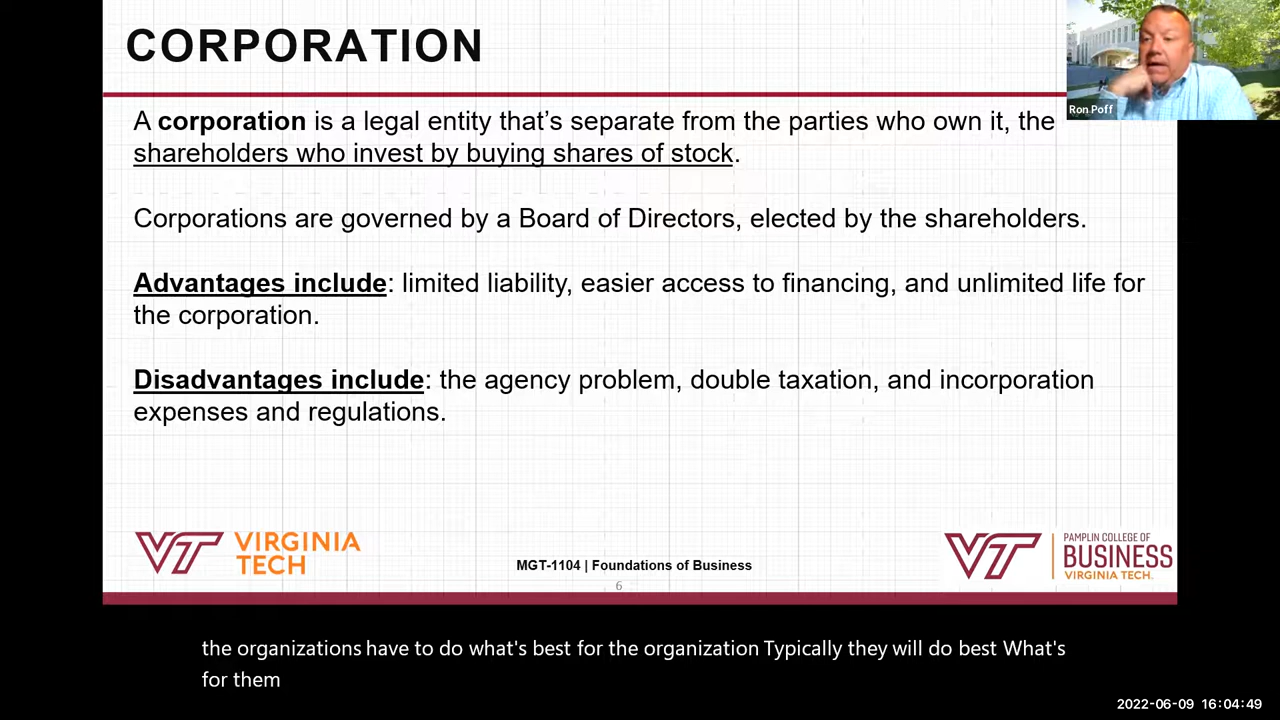 CORPORATION
Ron Poff
A corporation is a legal entity that’s separate from the parties who own it, the
shareholders who invest by buying shares of stock.
Corporations are governed by a Board of Directors, elected by the shareholders.
Advantages include: limited liability, easier access to financing, and unlimited life for
the corporation.
Disadvantages include: the agency problem, double taxation, and incorporation
expenses and regulations.
VT VIRGINIA
TECH
MGT-1104 | Foundations of Business
6
VT PAMPLIN COLLEGE OF
BUSINESS
VIRGINIA TECH.
the organizations have to do what's best for the organization Typically they will do best What's
for them
2022-06-09 16:04:49